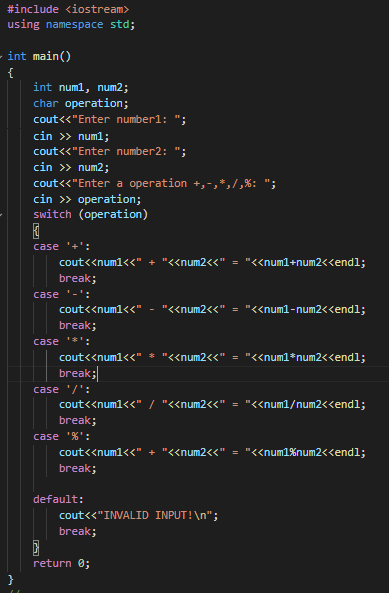 #include <iostream>
using namespace std;
int main()
{
int num1, num2;
char operation;
cout<<"Enter number1: ";
cin >> num1;
cout<<"Enter number2: ";
cin >> num2;
cout<<"Enter a operation +,-,*,/,%: ";
cin >> operation;
switch (operation)
{
case '+':
cout<<num1<<" + "<<num2<<" = "<<num1+num2<<endl;
break;
case '-':
cout<<num1<<" - "<<num2<<" = "<<num1-num2<<endl;
break;
case '*':
cout<<num1<<" * "<<num2<<" = "<<num1*num2<<endl;
break;
case '/':
cout<<num1<<" / "<<num2<<" = "<<num1/num2<<endl;
break;
case '%':
cout<<num1<<" + "<<num2<<" = "<<num1%num2<<endl;
break;
default:
cout<<"INVALID INPUT!\n";
break;
}
return 0;
}